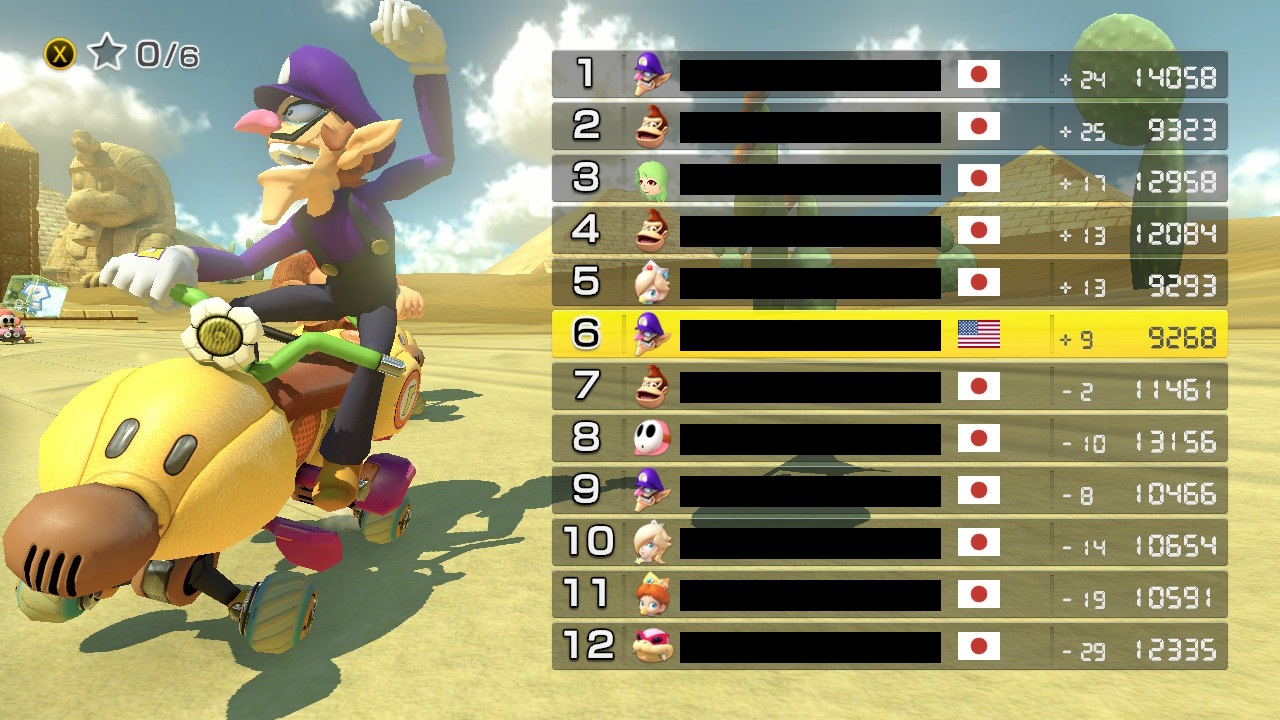 X 0/6
1 + 24 14058
2 + 25 9323
3 + 17 12958
4 + 13 12084
5 + 13 9293
6 + 9 9268
7 - 2 11461
8 - 10 13156
9 - 8 10466
10 - 14 10654
11 - 19 10591
12 - 29 12335